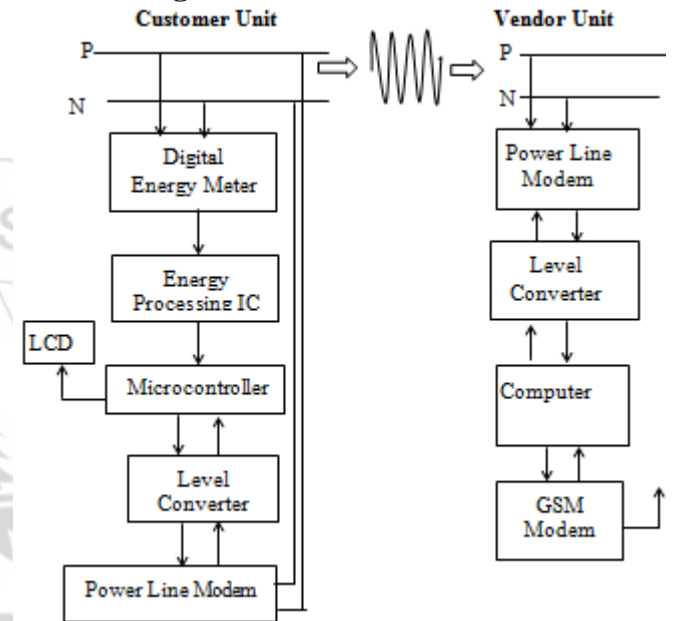 Customer Unit
P
N
Digital
Energy Meter
Energy
Processing IC
LCD
Microcontroller
Level
Converter
Power Line Modem
Vendor Unit
P
N
Power Line
Modem
Level
Converter
Computer
GSM
Modem